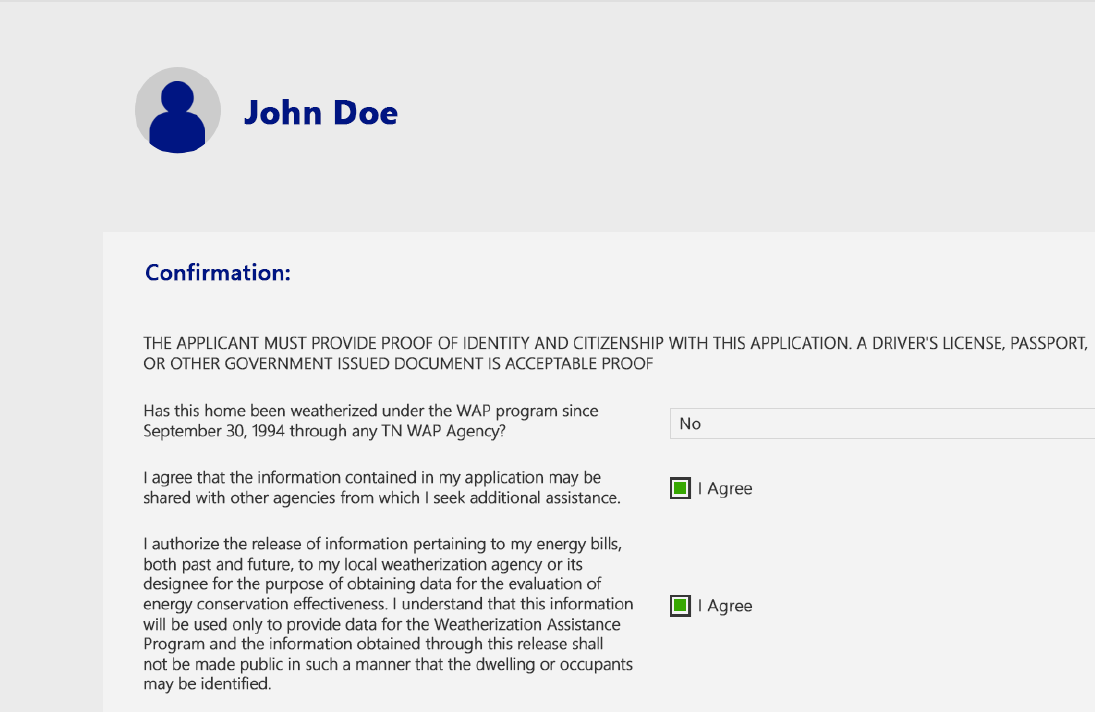 John Doe
Confirmation:
THE APPLICANT MUST PROVIDE PROOF OF IDENTITY AND CITIZENSHIP WITH THIS APPLICATION. A DRIVER'S LICENSE, PASSPORT,
OR OTHER GOVERNMENT ISSUED DOCUMENT IS ACCEPTABLE PROOF
Has this home been weatherized under the WAP program since
September 30, 1994 through any TN WAP Agency?
No
I agree that the information contained in my application may be
shared with other agencies from which I seek additional assistance.
I Agree
I authorize the release of information pertaining to my energy bills,
both past and future, to my local weatherization agency or its
designee for the purpose of obtaining data for the evaluation of
energy conservation effectiveness. I understand that this information
will be used only to provide data for the Weatherization Assistance
Program and the information obtained through this release shall
not be made public in such a manner that the dwelling or occupants
may be identified.
I Agree